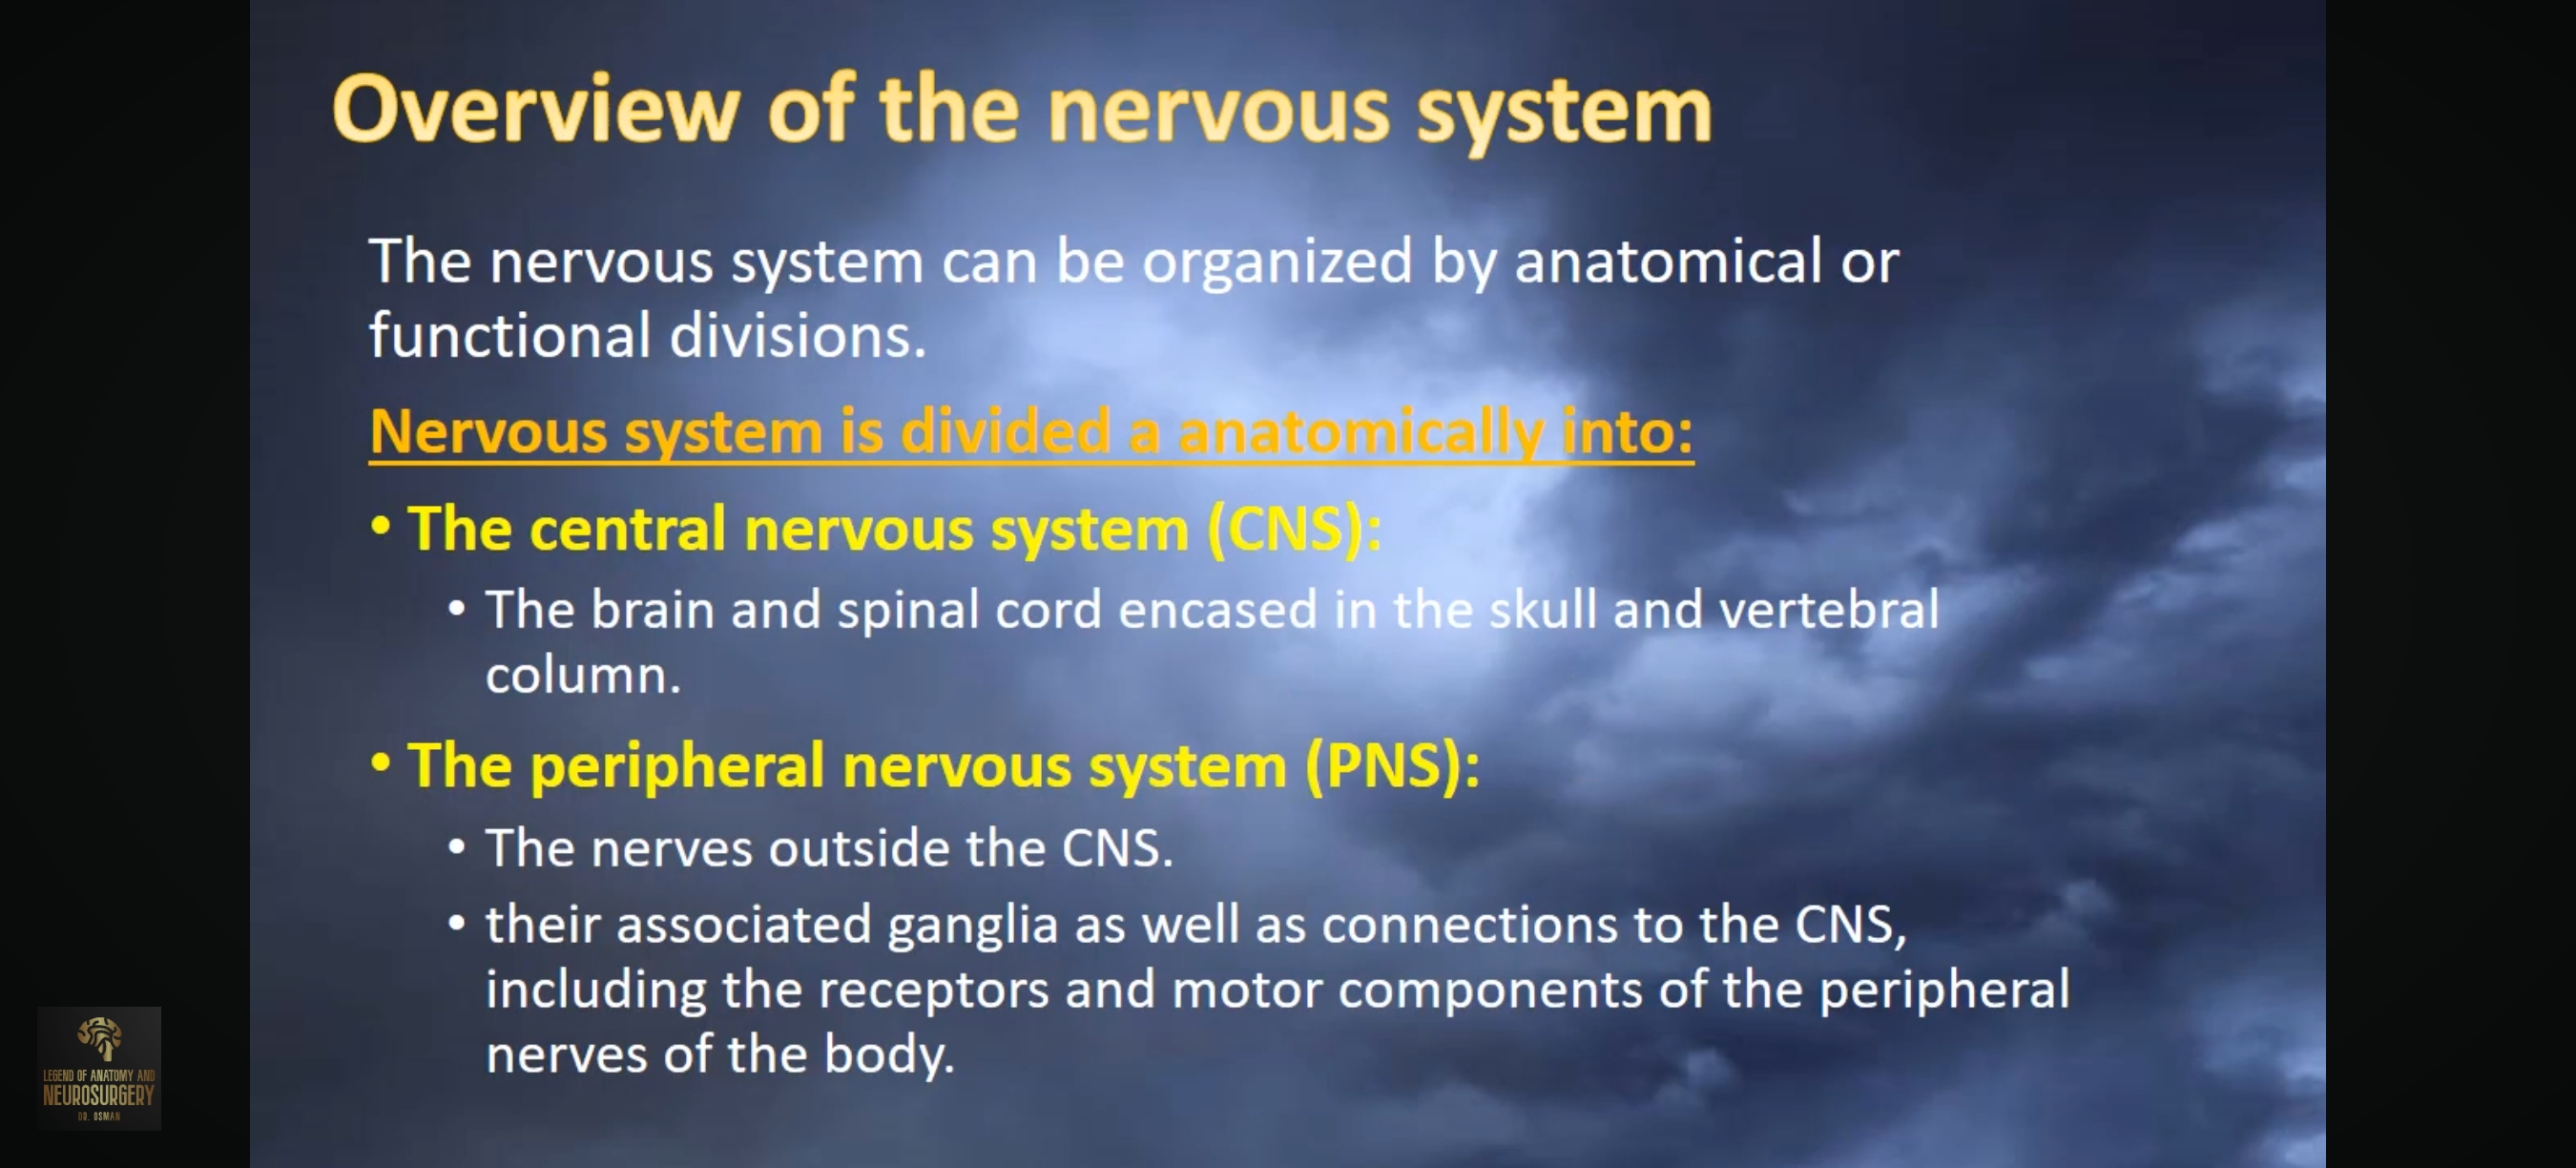 Overview of the nervous system
The nervous system can be organized by anatomical or
functional divisions.
Nervous system is divided a anatomically into:
• The central nervous system (CNS):
• The brain and spinal cord encased in the skull and vertebral
column.
• The peripheral nervous system (PNS):
• The nerves outside the CNS.
• their associated ganglia as well as connections to the CNS,
including the receptors and motor components of the peripheral
nerves of the body.
LEGEND OF ANATOMY AND
NEUROSURGERY
DR. OSMAN